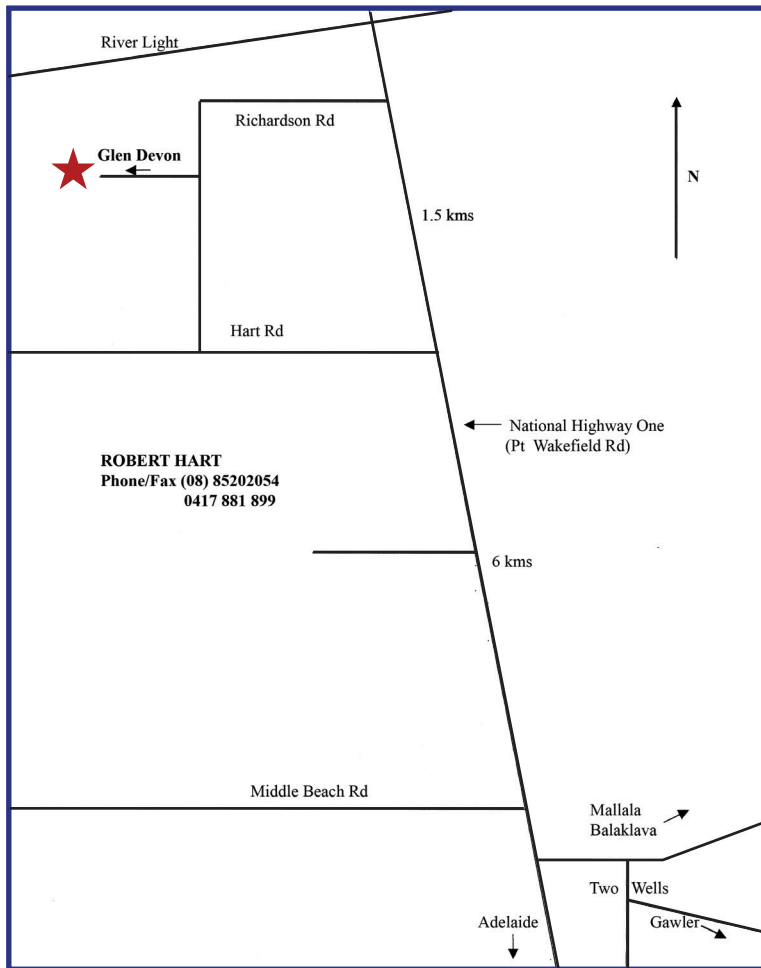 River Light
Richardson Rd
Glen Devon
N
1.5 kms
Hart Rd
National Highway One
(Pt Wakefield Rd)
ROBERT HART
Phone/Fax (08) 85202054
0417 881 899
6 kms
Middle Beach Rd
Mallala
Balaklava
Two Wells
Adelaide
Gawler